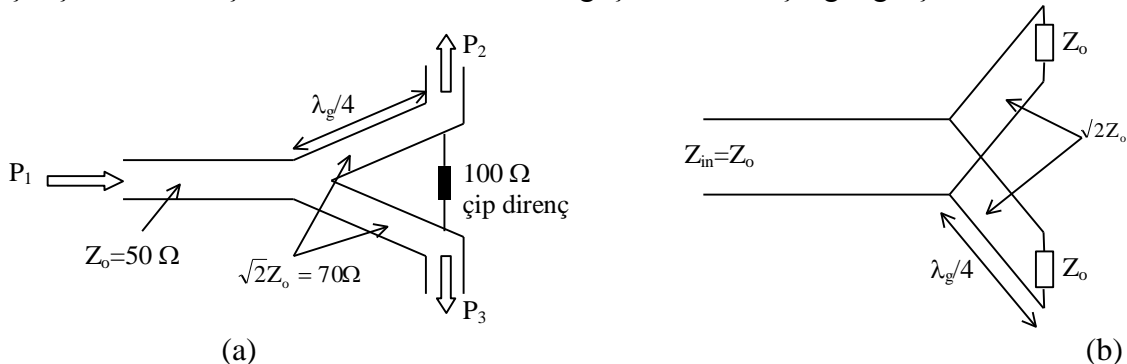 P₁
Zₒ=50 Ω
λg/4
P₂
100 Ω
çip direnç
√2Zₒ = 70Ω
P₃
(a)
Zₒ
Zin=Zₒ
√2Zₒ
λg/4
Zₒ
(b)